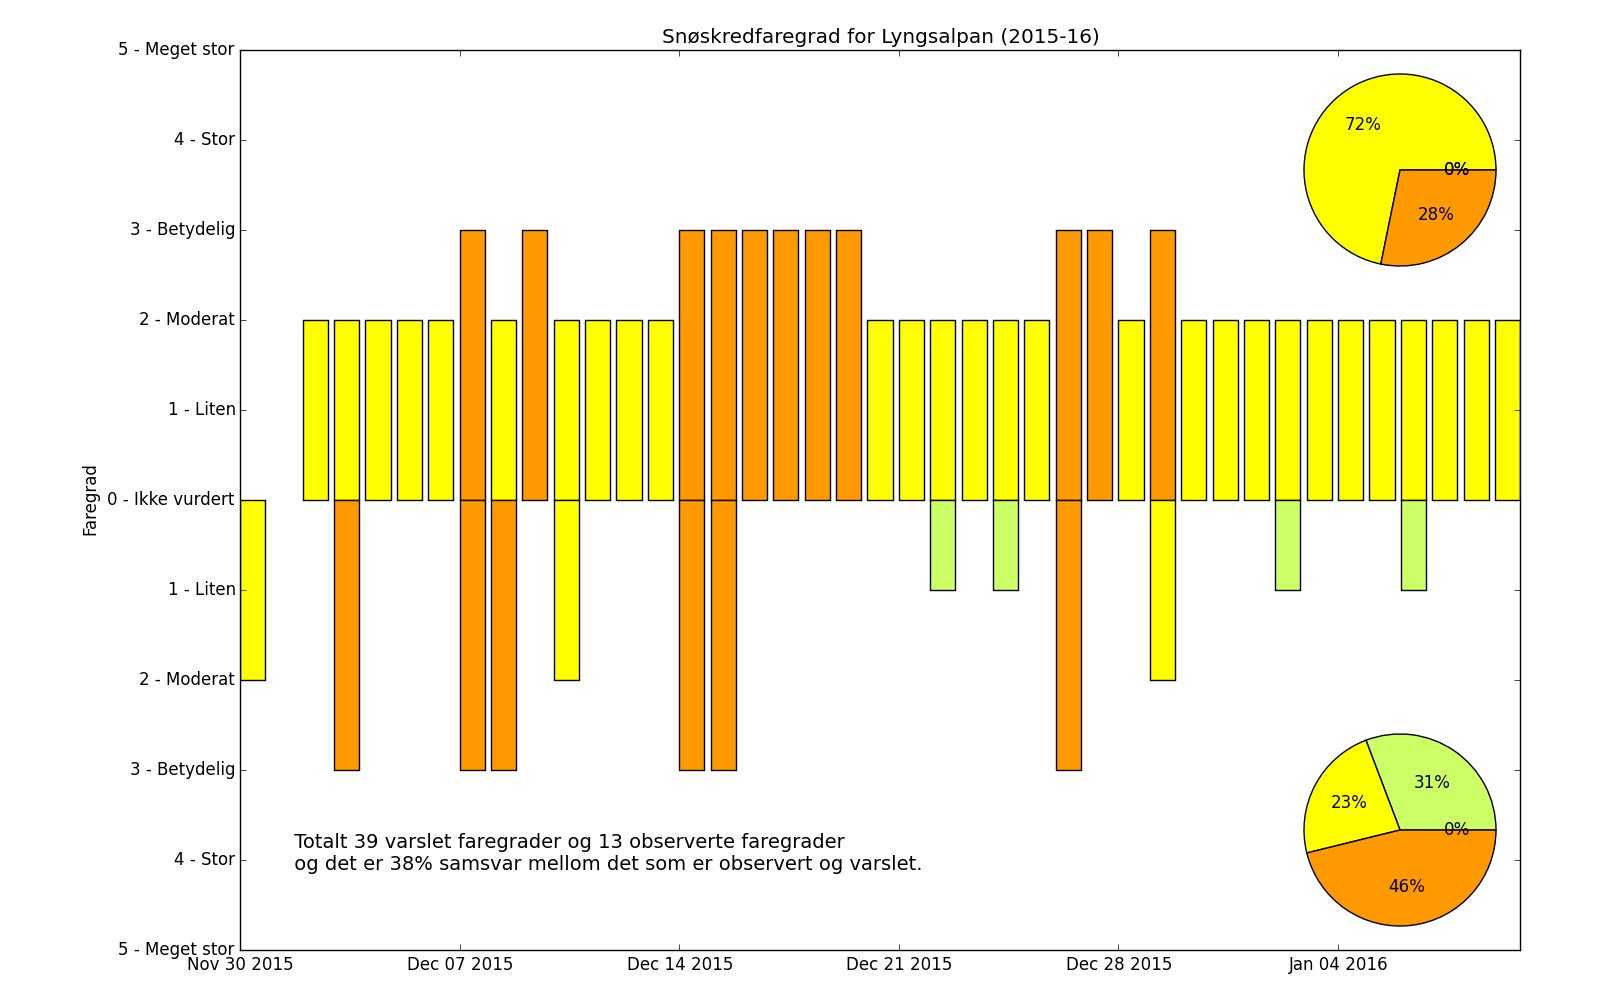 Snøskredfaregrad for Lyngsalpan (2015-16)
5 - Meget stor
4 - Stor
3 - Betydelig
2 - Moderat
1 - Liten
0 - Ikke vurdert
1 - Liten
2 - Moderat
3 - Betydelig
4 - Stor
5 - Meget stor
Faregrad
72%
0%
28%
31%
23%
0%
46%
Totalt 39 varslet faregrader og 13 observerte faregrader
og det er 38% samsvar mellom det som er observert og varslet.
Nov 30 2015
Dec 07 2015
Dec 14 2015
Dec 21 2015
Dec 28 2015
Jan 04 2016